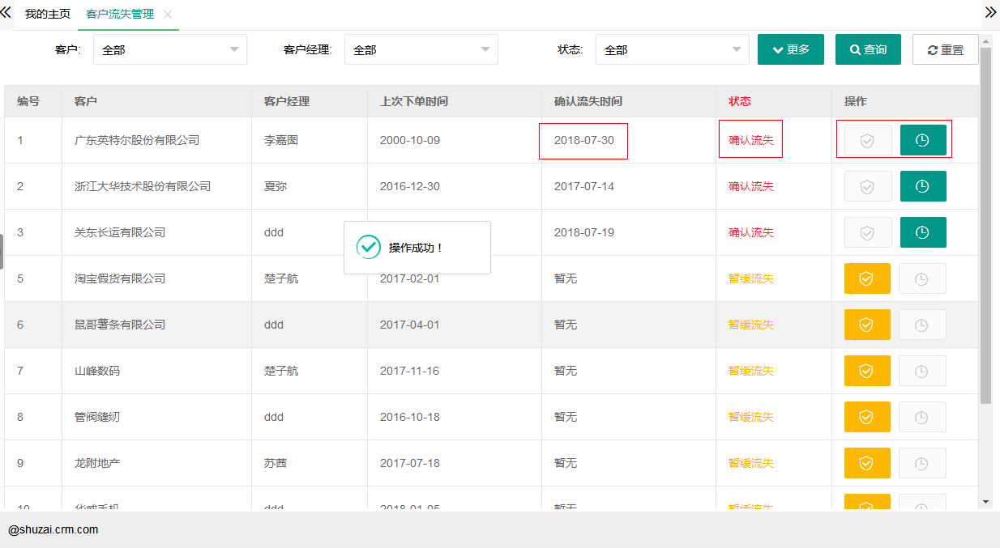 我的主页 客户流失管理
客户: 全部 客户经理: 全部 状态: 全部 更多 查询 重置
编号 客户 客户经理 上次下单时间 确认流失时间 状态 操作
1 广东英特尔股份有限公司 李嘉图 2000-10-09 2018-07-30 确认流失
2 浙江大华技术股份有限公司 夏弥 2016-12-30 2017-07-14 确认流失
3 关东长运有限公司 ddd 2018-07-19 确认流失
操作成功！
5 淘宝假货有限公司 楚子航 2017-02-01 暂无 暂缓流失
6 鼠哥薯条有限公司 ddd 2017-04-01 暂无 暂缓流失
7 山峰数码 楚子航 2017-11-16 暂无 暂缓流失
8 管阀缝纫 ddd 2016-10-18 暂无 暂缓流失
9 龙附地产 苏茜 2017-07-18 暂无 暂缓流失
10 华威手机 ddd 2018-01-05 暂无 暂缓流失
@shuzai.crm.com